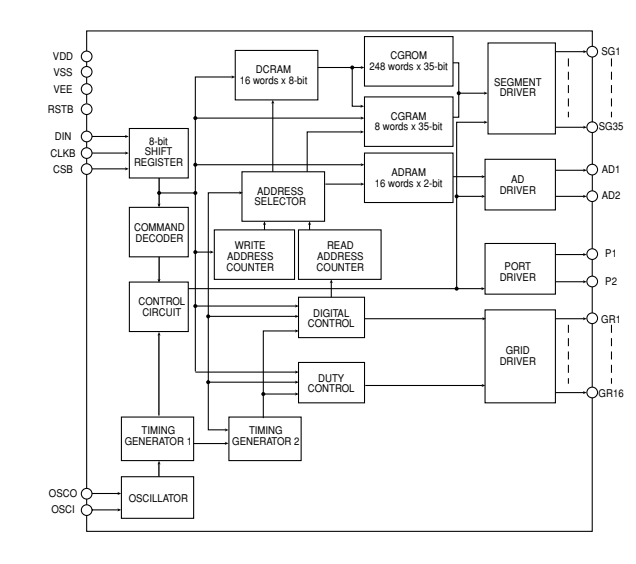 VDD
VSS
VEE
RSTB
DIN
CLKB
CSB
OSCO
OSCI
8-bit
SHIFT
REGISTER
COMMAND
DECODER
CONTROL
CIRCUIT
TIMING
GENERATOR 1
OSCILLATOR
DCRAM
16 words x 8-bit
ADDRESS
SELECTOR
WRITE
ADDRESS
COUNTER
READ
ADDRESS
COUNTER
DIGITAL
CONTROL
DUTY
CONTROL
TIMING
GENERATOR 2
CGROM
248 words x 35-bit
CGRAM
8 words x 35-bit
ADRAM
16 words x 2-bit
SEGMENT
DRIVER
AD
DRIVER
PORT
DRIVER
GRID
DRIVER
SG1
SG35
AD1
AD2
P1
P2
GR1
GR16